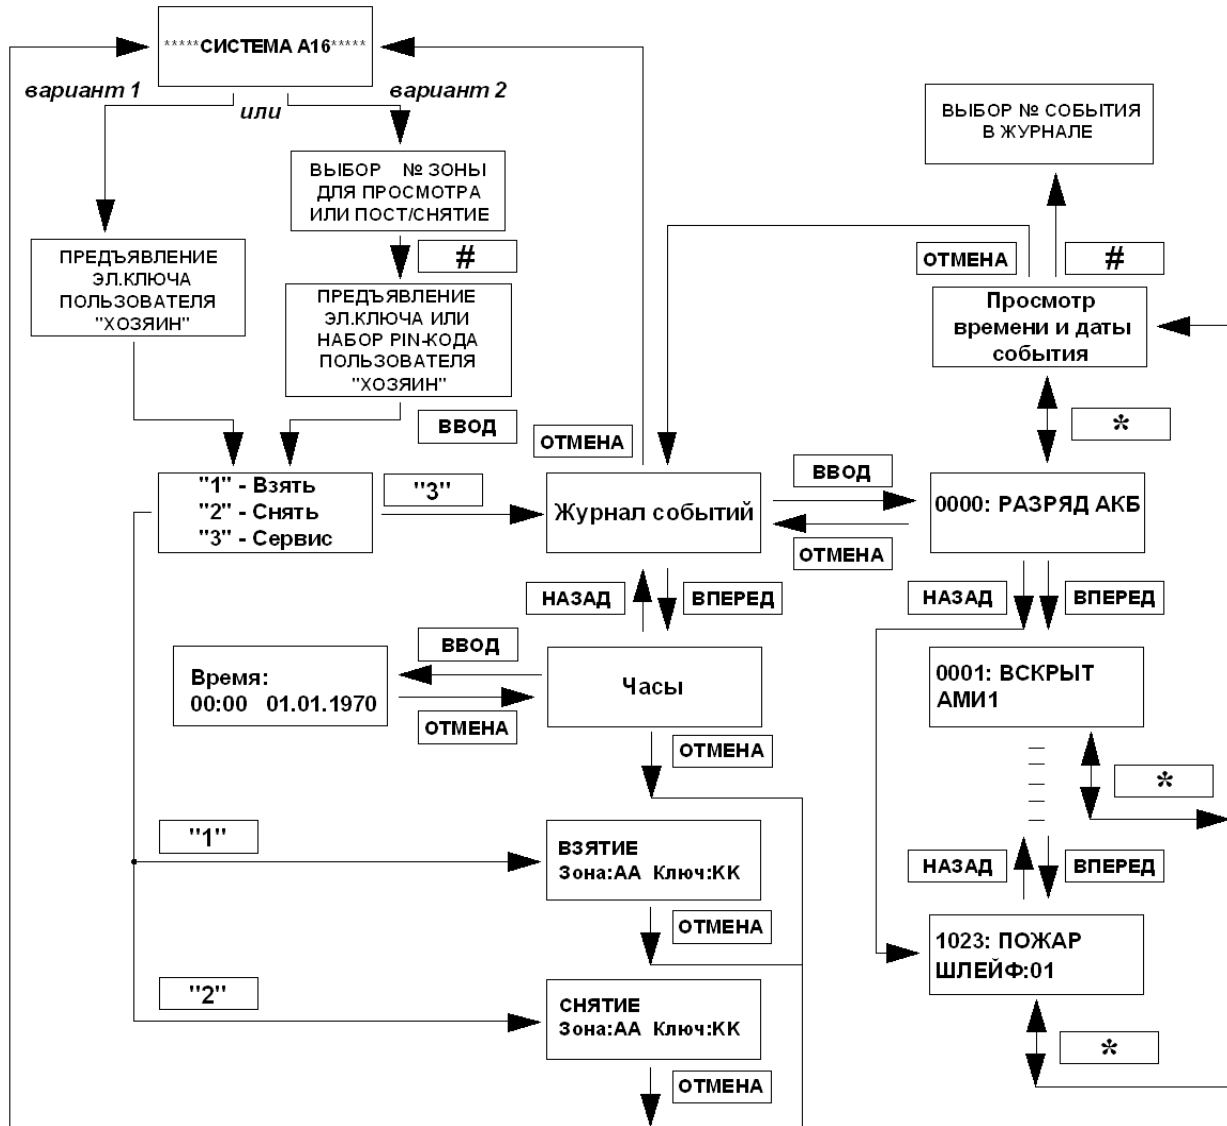 *****СИСТЕМА А16*****
вариант 1
или
вариант 2
ВЫБОР № ЗОНЫ
ДЛЯ ПРОСМОТРА
ИЛИ ПОСТ/СНЯТИЕ
#
ПРЕДЪЯВЛЕНИЕ
ЭЛ.КЛЮЧА
ПОЛЬЗОВАТЕЛЯ
"ХОЗЯИН"
ПРЕДЪЯВЛЕНИЕ
ЭЛ.КЛЮЧА ИЛИ
НАБОР PIN-КОДА
ПОЛЬЗОВАТЕЛЯ
"ХОЗЯИН"
ВВОД
"1" - Взять
"2" - Снять
"3" - Сервис
"3"
ОТМЕНА
Журнал событий
ВВОД
ОТМЕНА
ВЫБОР № СОБЫТИЯ
В ЖУРНАЛЕ
ОТМЕНА
#
Просмотр
времени и даты
события
*
0000: РАЗРЯД АКБ
НАЗАД
ВПЕРЕД
НАЗАД
ВПЕРЕД
0001: ВСКРЫТ
АМИ1
*
НАЗАД
ВПЕРЕД
1023: ПОЖАР
ШЛЕЙФ:01
*
Время:
00:00 01.01.1970
ВВОД
ОТМЕНА
Часы
ОТМЕНА
"1"
ВЗЯТИЕ
Зона:АА Ключ:КК
ОТМЕНА
"2"
СНЯТИЕ
Зона:АА Ключ:КК
ОТМЕНА